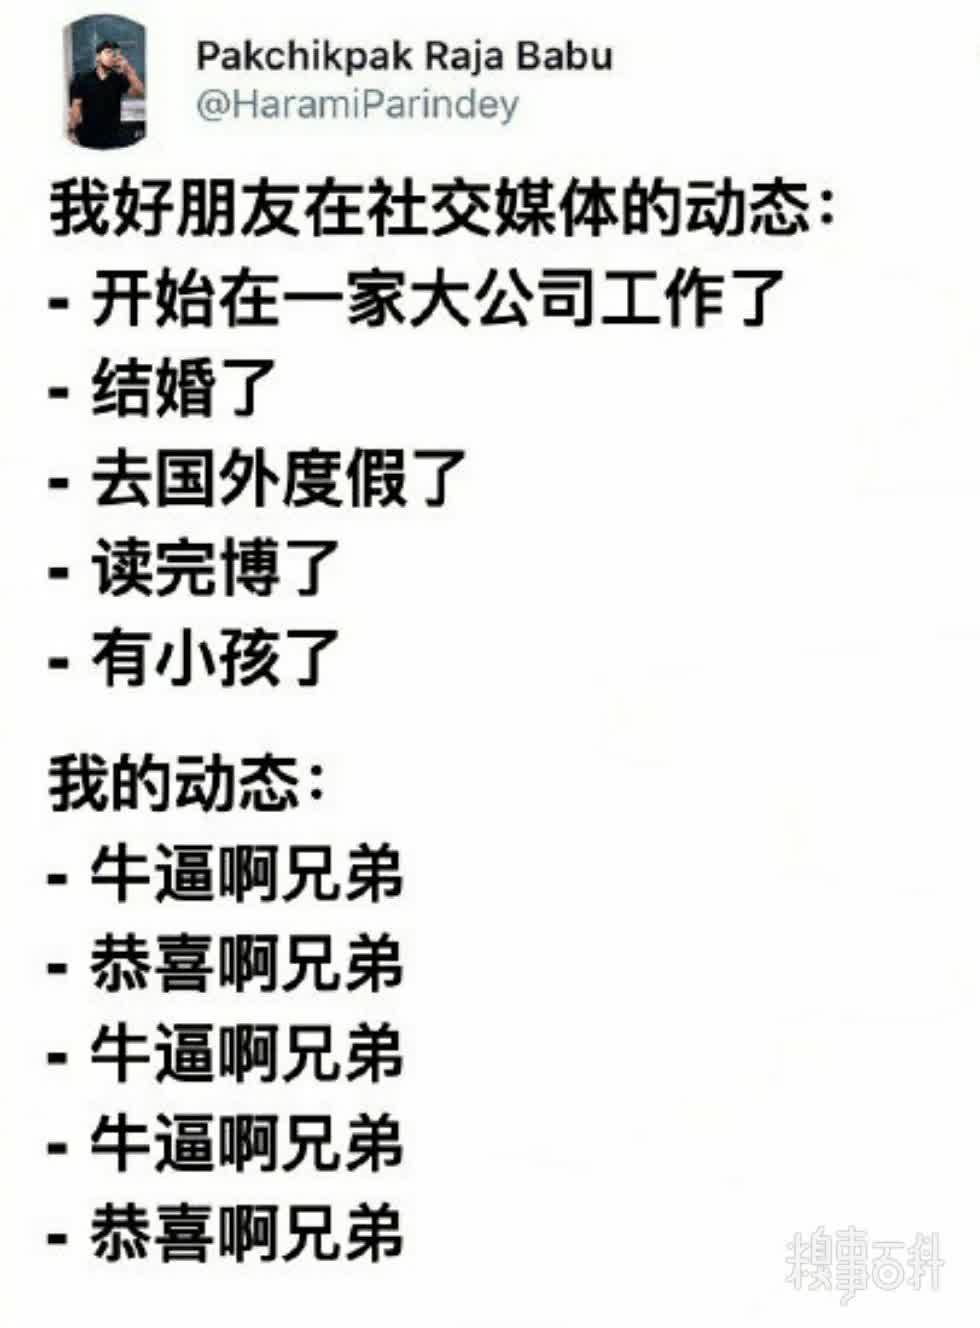 Pakchikpak Raja Babu
@HaramiParindey
我好朋友在社交媒体的动态：
- 开始在一家大公司工作了
- 结婚了
- 去国外度假了
- 读完博了
- 有小孩了
我的动态：
- 牛逼啊兄弟
- 恭喜啊兄弟
- 牛逼啊兄弟
- 牛逼啊兄弟
- 恭喜啊兄弟
糗事百科